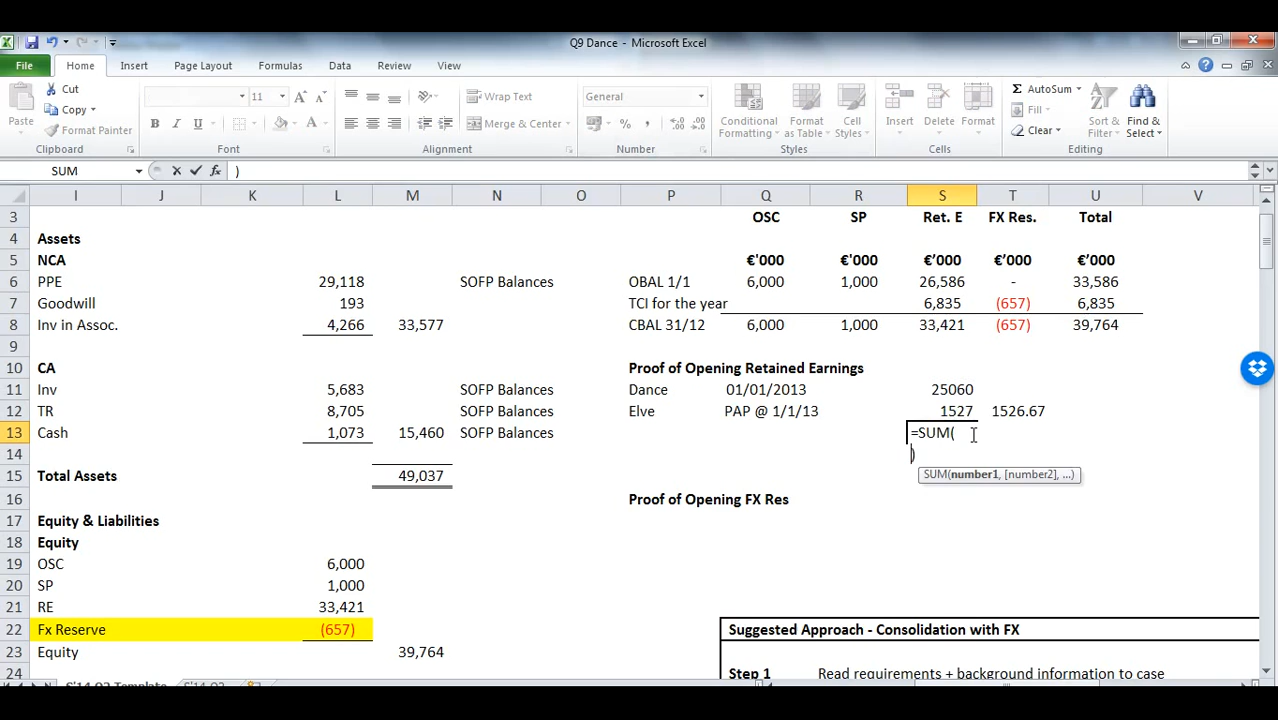 Q9 Dance - Microsoft Excel
File Home Insert Page Layout Formulas Data Review View
Cut
Copy
Format Painter
Paste
Clipboard
11
Font
Wrap Text
Merge & Center
Alignment
General
Number
Conditional Formatting
Format as Table
Cell Styles
Styles
Insert Delete Format
Cells
AutoSum
Fill
Clear
Sort & Filter
Find & Select
Editing
SUM )
I J K L M N O P Q R S T U V
3 OSC SP Ret. E FX Res. Total
4 Assets
5 NCA €'000 €'000 €’000 €’000 €’000
6 PPE 29,118 SOFP Balances OBAL 1/1 6,000 1,000 26,586 - 33,586
7 Goodwill 193 TCI for the year 6,835 (657) 6,835
8 Inv in Assoc. 4,266 33,577 CBAL 31/12 6,000 1,000 33,421 (657) 39,764
9
10 CA Proof of Opening Retained Earnings
11 Inv 5,683 SOFP Balances Dance 01/01/2013 25060
12 TR 8,705 SOFP Balances Elve PAP @ 1/1/13 1527 1526.67
13 Cash 1,073 15,460 SOFP Balances =SUM(
14 )
SUM(number1, [number2], ...)
15 Total Assets 49,037
16 Proof of Opening FX Res
17 Equity & Liabilities
18 Equity
19 OSC 6,000
20 SP 1,000
21 RE 33,421
22 Fx Reserve (657) Suggested Approach - Consolidation with FX
23 Equity 39,764
24 Step 1 Read requirements + background information to case